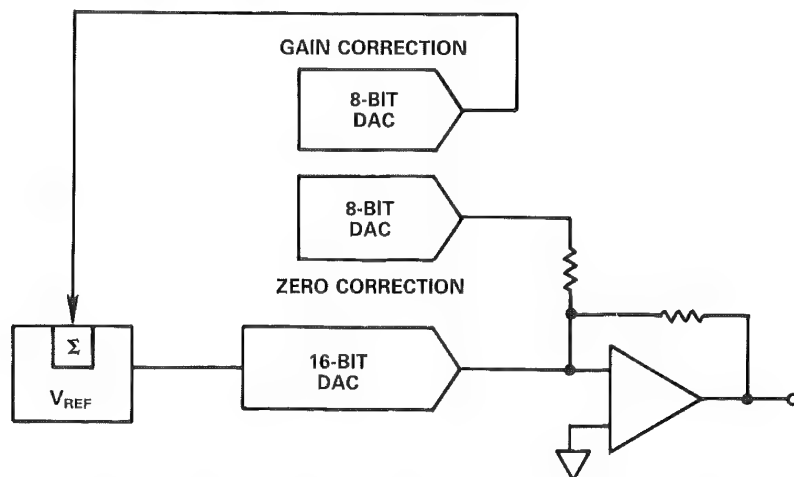 GAIN CORRECTION
8-BIT
DAC
8-BIT
DAC
ZERO CORRECTION
Σ
VREF
16-BIT
DAC